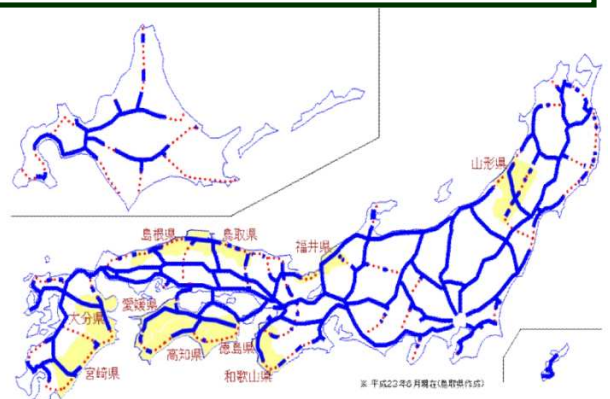 山形県
島根県
鳥取県
福井県
愛媛県
大分県
徳島県
高知県
宮崎県
和歌山県
※ 平成23年6月現在(鳥取県作成)